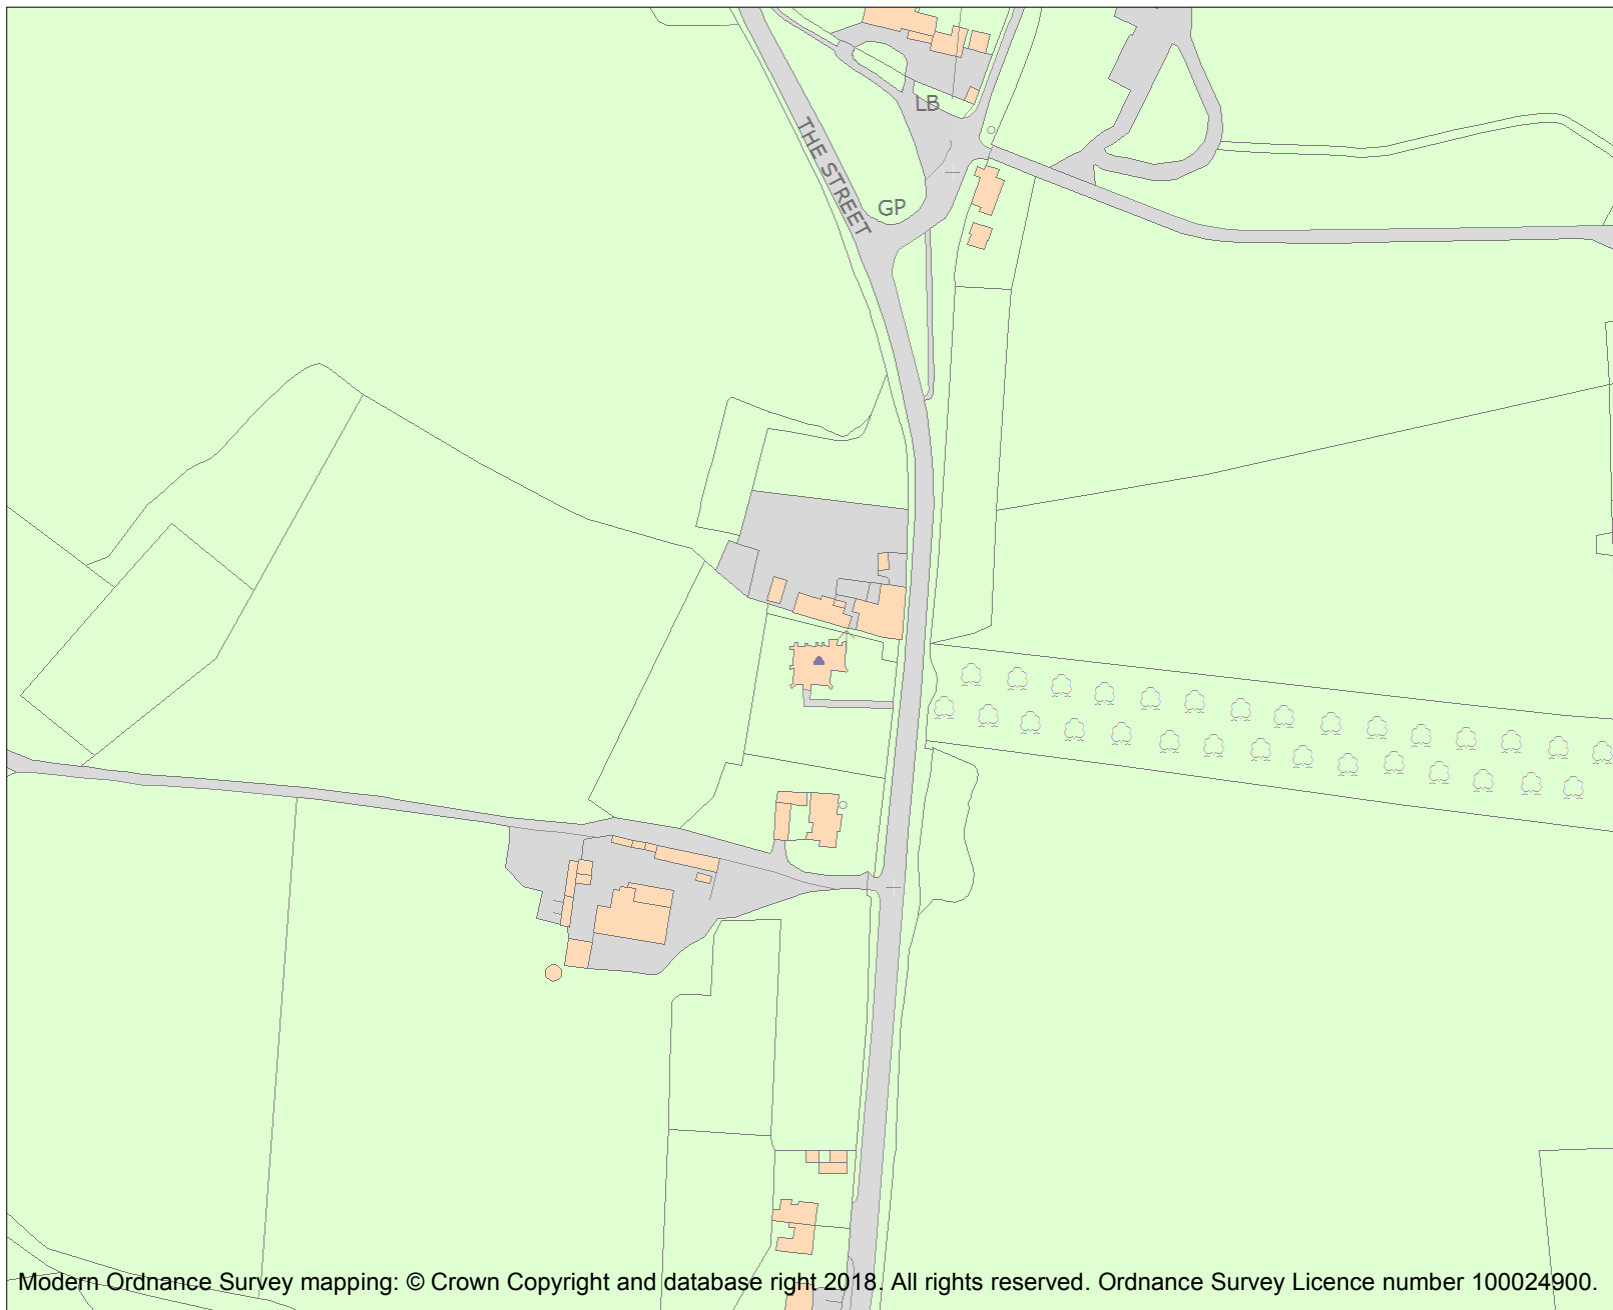 LB
THE STREET
GP
Modern Ordnance Survey mapping: © Crown Copyright and database right 2018. All rights reserved. Ordnance Survey Licence number 100024900.